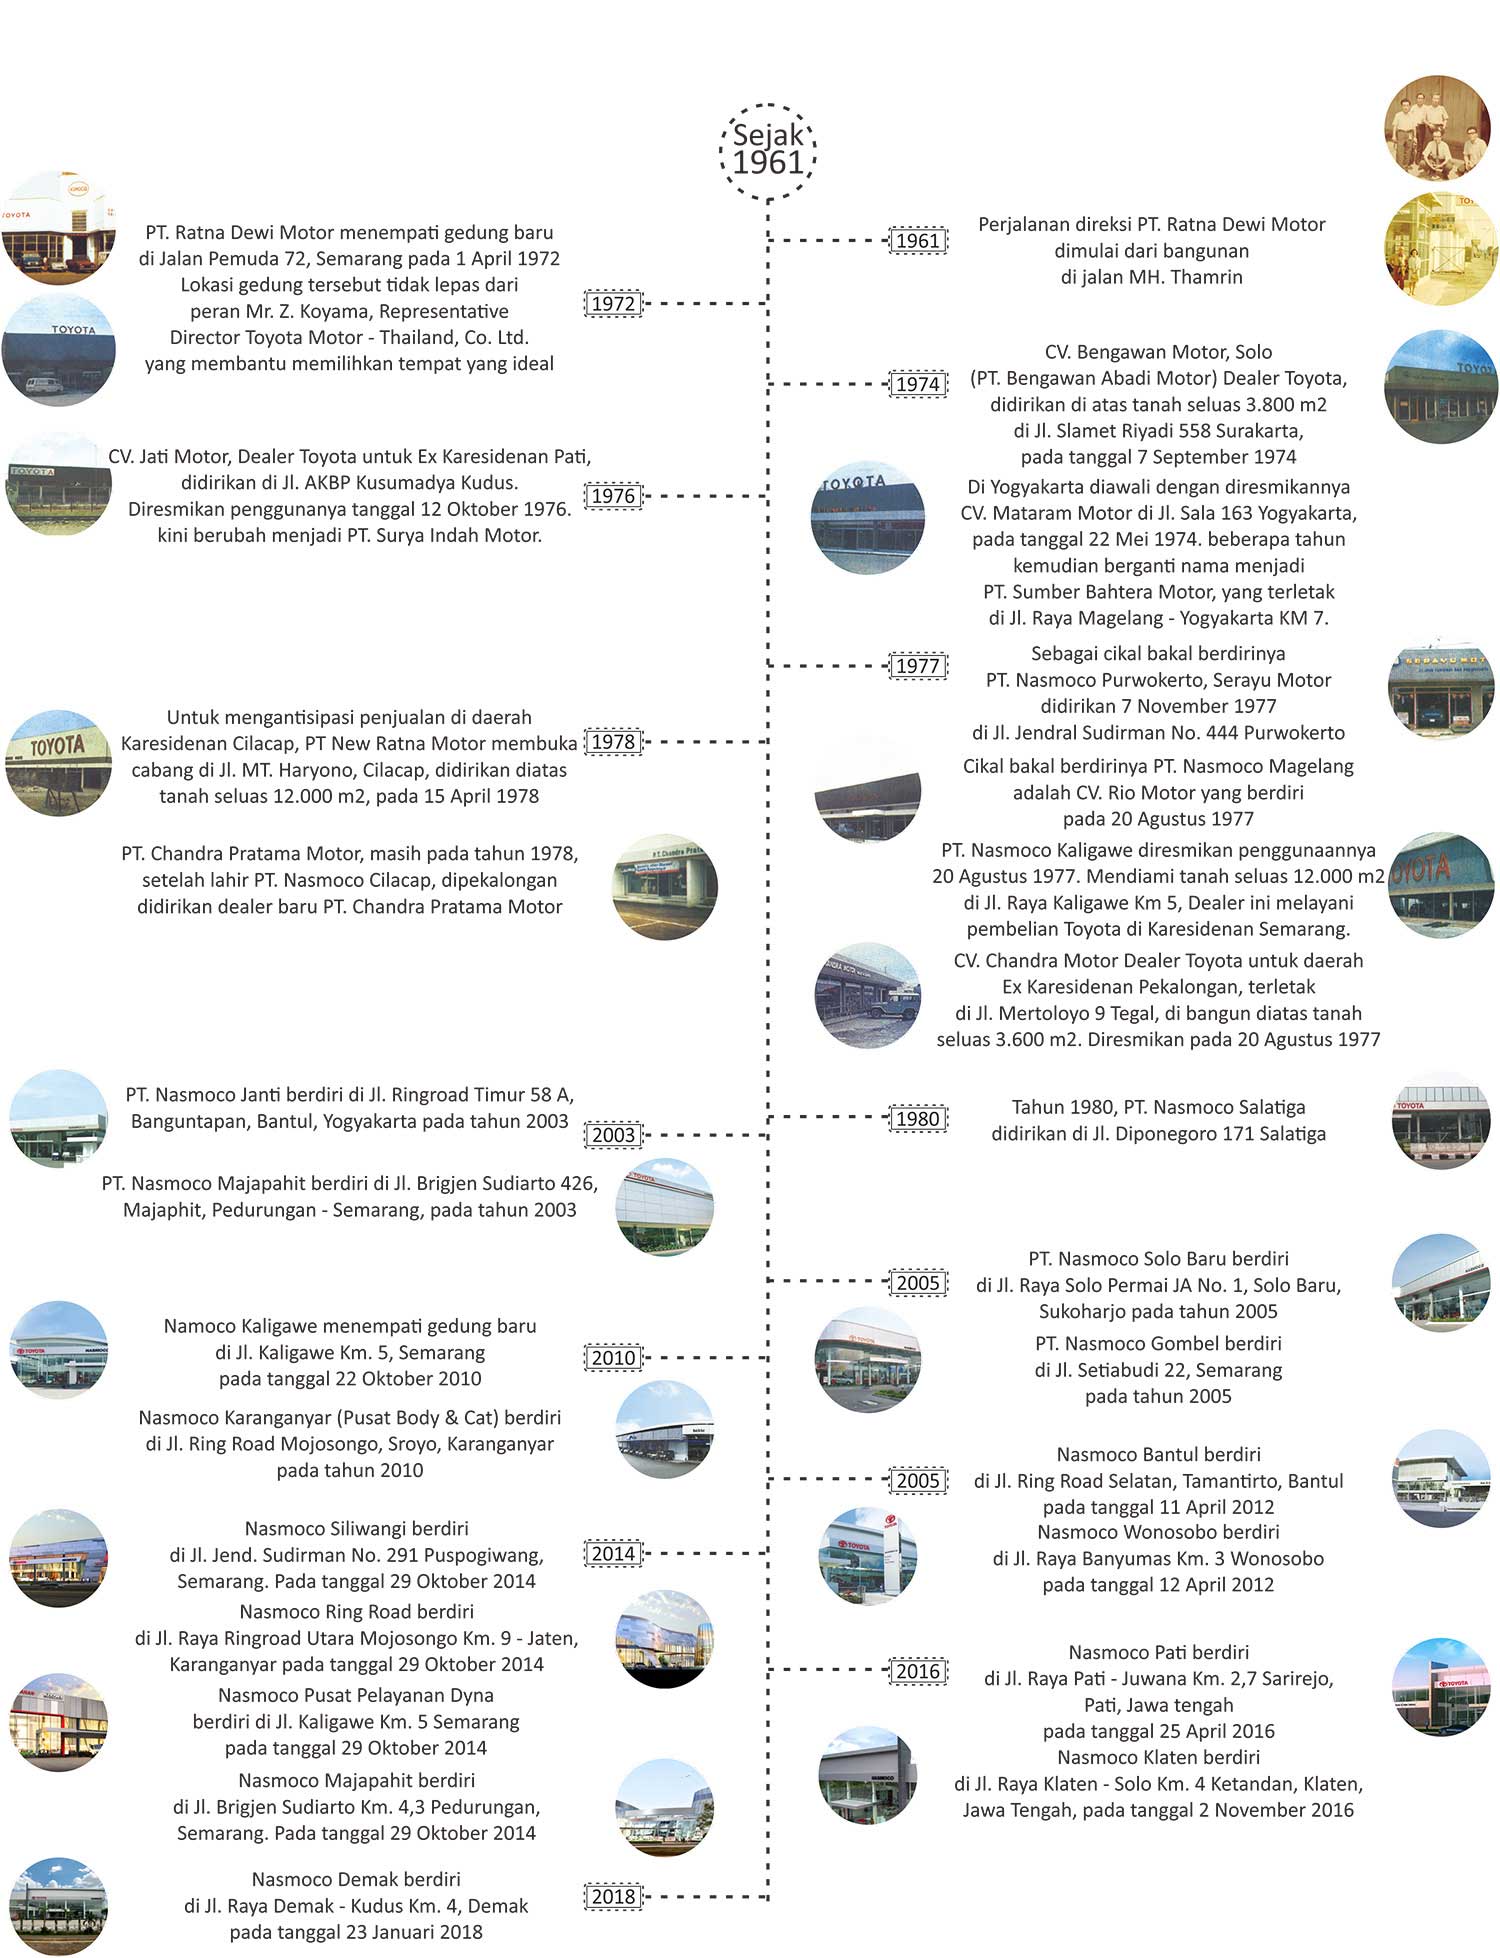 Sejak
1961
1961
Perjalanan direksi PT. Ratna Dewi Motor
dimulai dari bangunan
di jalan MH. Thamrin
TOYOTA
PT. Ratna Dewi Motor menempati gedung baru
di Jalan Pemuda 72, Semarang pada 1 April 1972
Lokasi gedung tersebut tidak lepas dari
peran Mr. Z. Koyama, Representative
Director Toyota Motor - Thailand, Co. Ltd.
yang membantu memilihkan tempat yang ideal
1972
TOYOTA
1974
CV. Bengawan Motor, Solo
(PT. Bengawan Abadi Motor) Dealer Toyota,
didirikan di atas tanah seluas 3.800 m2
di Jl. Slamet Riyadi 558 Surakarta,
pada tanggal 7 September 1974
TOYOTA
Di Yogyakarta diawali dengan diresmikannya
CV. Mataram Motor di Jl. Sala 163 Yogyakarta,
pada tanggal 22 Mei 1974. beberapa tahun
kemudian berganti nama menjadi
PT. Sumber Bahtera Motor, yang terletak
di Jl. Raya Magelang - Yogyakarta KM 7.
TOYOTA
CV. Jati Motor, Dealer Toyota untuk Ex Karesidenan Pati,
didirikan di Jl. AKBP Kusumadya Kudus.
Diresmikan penggunanya tanggal 12 Oktober 1976.
kini berubah menjadi PT. Surya Indah Motor.
1976
TOYOTA
1977
Sebagai cikal bakal berdirinya
PT. Nasmoco Purwokerto, Serayu Motor
didirikan 7 November 1977
di Jl. Jendral Sudirman No. 444 Purwokerto
SERAYU MOT
Cikal bakal berdirinya PT. Nasmoco Magelang
adalah CV. Rio Motor yang berdiri
pada 20 Agustus 1977
PT. Nasmoco Kaligawe diresmikan penggunaannya
20 Agustus 1977. Mendiami tanah seluas 12.000 m2
di Jl. Raya Kaligawe Km 5, Dealer ini melayani
pembelian Toyota di Karesidenan Semarang.
OYOTA
CV. Chandra Motor Dealer Toyota untuk daerah
Ex Karesidenan Pekalongan, terletak
di Jl. Mertoloyo 9 Tegal, di bangun diatas tanah
seluas 3.600 m2. Diresmikan pada 20 Agustus 1977
Untuk mengantisipasi penjualan di daerah
Karesidenan Cilacap, PT New Ratna Motor membuka
cabang di Jl. MT. Haryono, Cilacap, didirikan diatas
tanah seluas 12.000 m2, pada 15 April 1978
1978
TOYOTA
PT. Chandra Pratama Motor, masih pada tahun 1978,
setelah lahir PT. Nasmoco Cilacap, dipekalongan
didirikan dealer baru PT. Chandra Pratama Motor
P.T. Chandra Prat
1980
Tahun 1980, PT. Nasmoco Salatiga
didirikan di Jl. Diponegoro 171 Salatiga
TOYOTA
PT. Nasmoco Janti berdiri di Jl. Ringroad Timur 58 A,
Banguntapan, Bantul, Yogyakarta pada tahun 2003
2003
PT. Nasmoco Majapahit berdiri di Jl. Brigjen Sudiarto 426,
Majaphit, Pedurungan - Semarang, pada tahun 2003
TOYOTA
2005
PT. Nasmoco Solo Baru berdiri
di Jl. Raya Solo Permai JA No. 1, Solo Baru,
Sukoharjo pada tahun 2005
PT. Nasmoco Gombel berdiri
di Jl. Setiabudi 22, Semarang
pada tahun 2005
Namoco Kaligawe menempati gedung baru
di Jl. Kaligawe Km. 5, Semarang
pada tanggal 22 Oktober 2010
2010
TOYOTA NASMOCO
Nasmoco Karanganyar (Pusat Body & Cat) berdiri
di Jl. Ring Road Mojosongo, Sroyo, Karanganyar
pada tahun 2010
2005
Nasmoco Bantul berdiri
di Jl. Ring Road Selatan, Tamantirto, Bantul
pada tanggal 11 April 2012
Nasmoco Wonosobo berdiri
di Jl. Raya Banyumas Km. 3 Wonosobo
pada tanggal 12 April 2012
TOYOTA
Nasmoco Siliwangi berdiri
di Jl. Jend. Sudirman No. 291 Puspogiwang,
Semarang. Pada tanggal 29 Oktober 2014
2014
Nasmoco Ring Road berdiri
di Jl. Raya Ringroad Utara Mojosongo Km. 9 - Jaten,
Karanganyar pada tanggal 29 Oktober 2014
Nasmoco Pusat Pelayanan Dyna
berdiri di Jl. Kaligawe Km. 5 Semarang
pada tanggal 29 Oktober 2014
Nasmoco Majapahit berdiri
di Jl. Brigjen Sudiarto Km. 4,3 Pedurungan,
Semarang. Pada tanggal 29 Oktober 2014
2016
Nasmoco Pati berdiri
di Jl. Raya Pati - Juwana Km. 2,7 Sarirejo,
Pati, Jawa tengah
pada tanggal 25 April 2016
TOYOTA
Nasmoco Klaten berdiri
di Jl. Raya Klaten - Solo Km. 4 Ketandan, Klaten,
Jawa Tengah, pada tanggal 2 November 2016
NASMOCO
Nasmoco Demak berdiri
di Jl. Raya Demak - Kudus Km. 4, Demak
pada tanggal 23 Januari 2018
2018